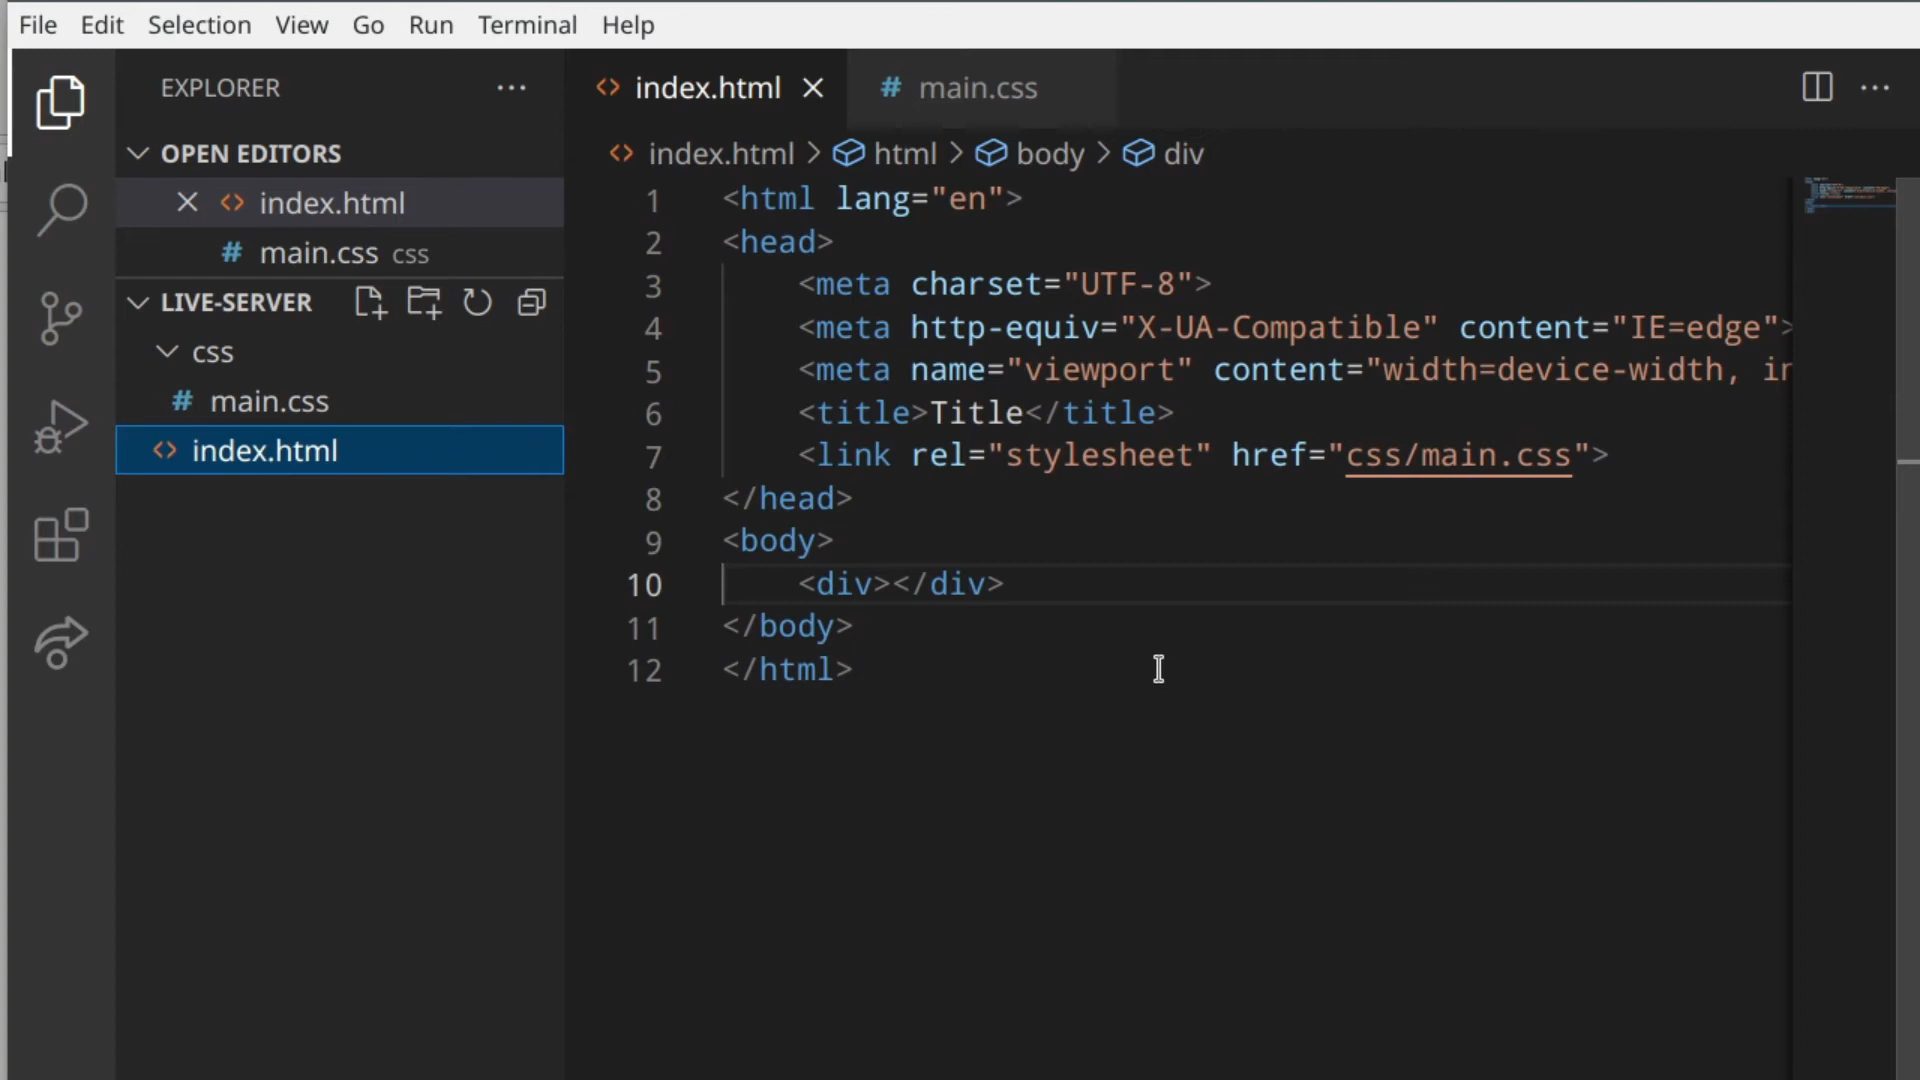 File Edit Selection View Go Run Terminal Help
EXPLORER
OPEN EDITORS
index.html
main.css css
LIVE-SERVER
css
main.css
index.html
index.html main.css
index.html > html > body > div
1 <html lang="en">
2 <head>
3 <meta charset="UTF-8">
4 <meta http-equiv="X-UA-Compatible" content="IE=edge">
5 <meta name="viewport" content="width=device-width, in
6 <title>Title</title>
7 <link rel="stylesheet" href="css/main.css">
8 </head>
9 <body>
10 <div></div>
11 </body>
12 </html>